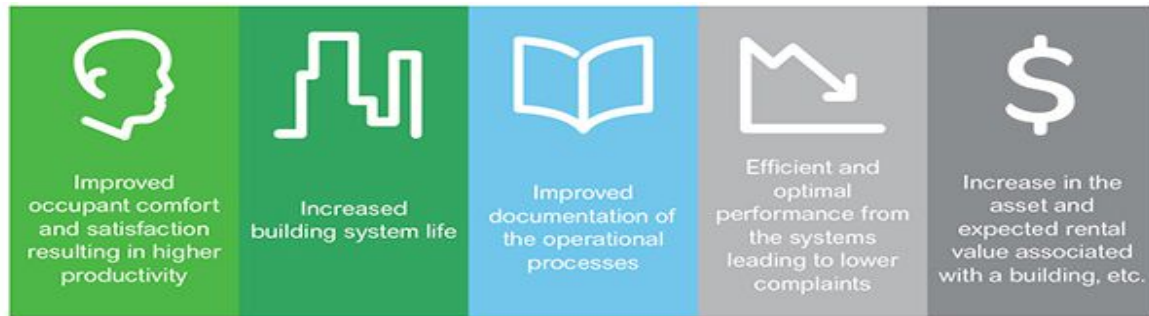 Improved
occupant comfort
and satisfaction
resulting in higher
productivity
Increased
building system life
Improved
documentation of
the operational
processes
Efficient and
optimal
performance from
the systems
leading to lower
complaints
$
Increase in the
asset and
expected rental
value associated
with a building, etc.